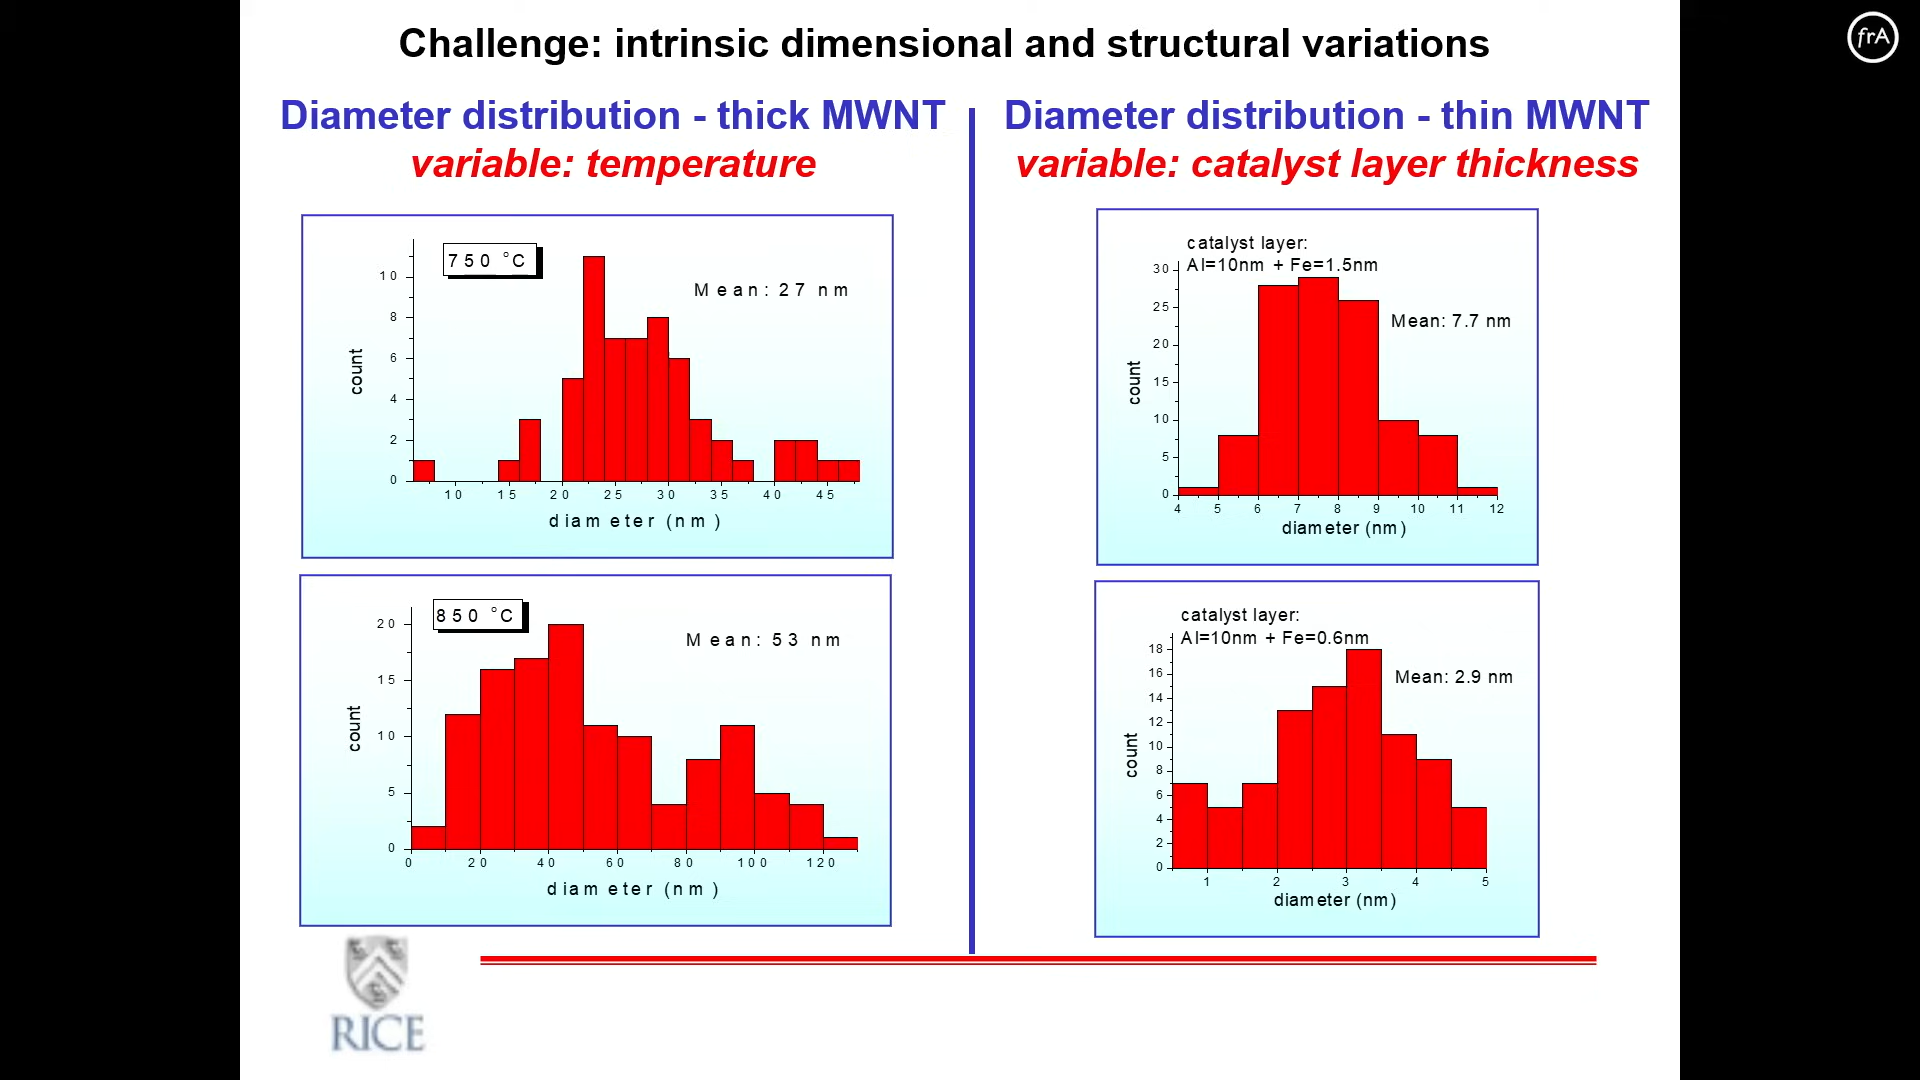 Challenge: intrinsic dimensional and structural variations
frA
Diameter distribution - thick MWNT
variable: temperature
750 °C
Mean: 27 nm
count
10
8
6
4
2
0
10 15 20 25 30 35 40 45
diameter (nm)
850 °C
Mean: 53 nm
count
20
15
10
5
0
0 20 40 60 80 100 120
diameter (nm)
Diameter distribution - thin MWNT
variable: catalyst layer thickness
catalyst layer:
Al=10nm + Fe=1.5nm
Mean: 7.7 nm
count
30
25
20
15
10
5
0
4 5 6 7 8 9 10 11 12
diameter (nm)
catalyst layer:
Al=10nm + Fe=0.6nm
Mean: 2.9 nm
count
18
16
14
12
10
8
6
4
2
0
1 2 3 4 5
diameter (nm)
RICE